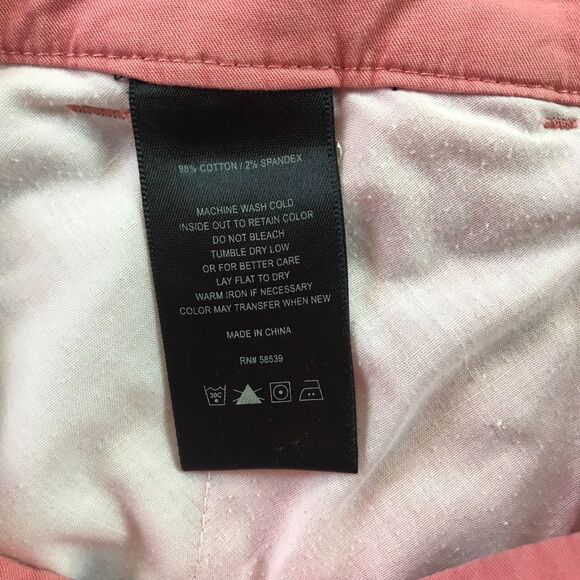 98% COTTON / 2% SPANDEX
MACHINE WASH COLD
INSIDE OUT TO RETAIN COLOR
DO NOT BLEACH
TUMBLE DRY LOW
OR FOR BETTER CARE
LAY FLAT TO DRY
WARM IRON IF NECESSARY
COLOR MAY TRANSFER WHEN NEW
MADE IN CHINA
RN# 58539
30C